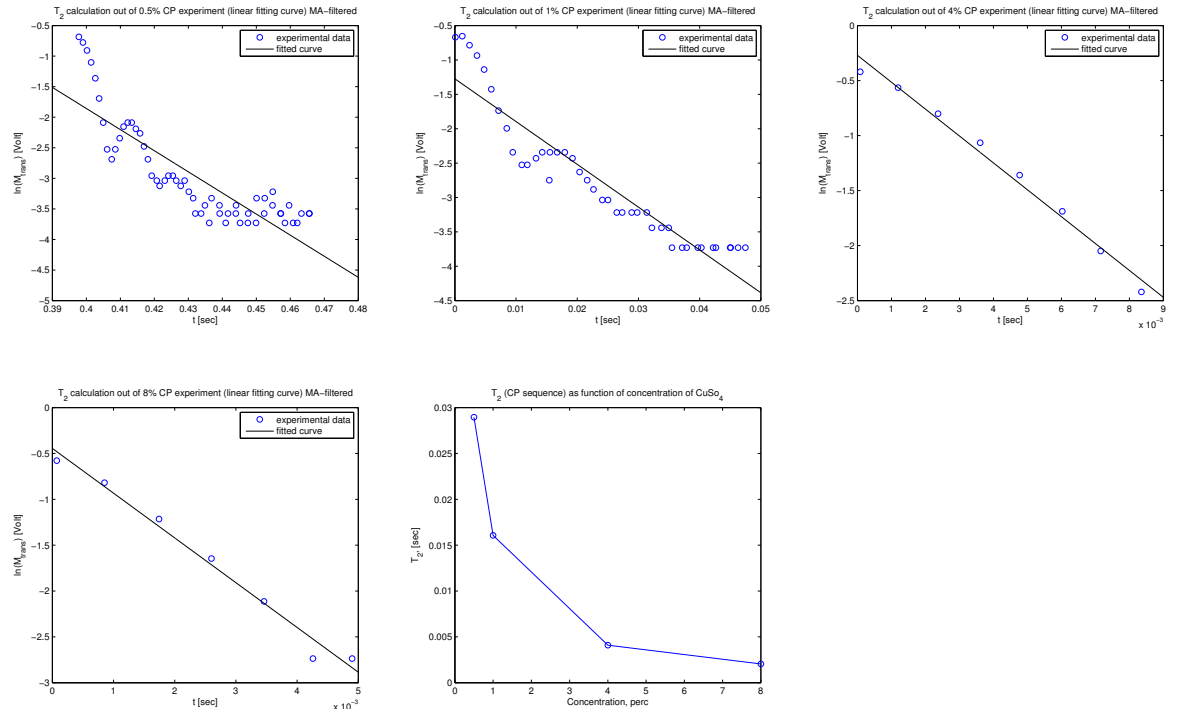 T2 calculation out of 0.5% CP experiment (linear fitting curve) MA−filtered
−0.5
−1
−1.5
−2
−2.5
−3
−3.5
−4
−4.5
−5
ln(Mtrans) [Volt]
experimental data
fitted curve
0.39 0.4 0.41 0.42 0.43 0.44 0.45 0.46 0.47 0.48
t [sec]
T2 calculation out of 1% CP experiment (linear fitting curve) MA−filtered
−0.5
−1
−1.5
−2
−2.5
−3
−3.5
−4
−4.5
ln(Mtrans) [Volt]
experimental data
fitted curve
0 0.01 0.02 0.03 0.04 0.05
t [sec]
T2 calculation out of 4% CP experiment (linear fitting curve) MA−filtered
0
−0.5
−1
−1.5
−2
−2.5
ln(Mtrans) [Volt]
experimental data
fitted curve
0 1 2 3 4 5 6 7 8 9
x 10−3
t [sec]
T2 calculation out of 8% CP experiment (linear fitting curve) MA−filtered
0
−0.5
−1
−1.5
−2
−2.5
−3
ln(Mtrans) [Volt]
experimental data
fitted curve
0 1 2 3 4 5
x 10−3
t [sec]
T2 (CP sequence) as function of concentration of CuSo4
0.03
0.025
0.02
0.015
0.01
0.005
0
T2, [sec]
0 1 2 3 4 5 6 7 8
Concentration, perc